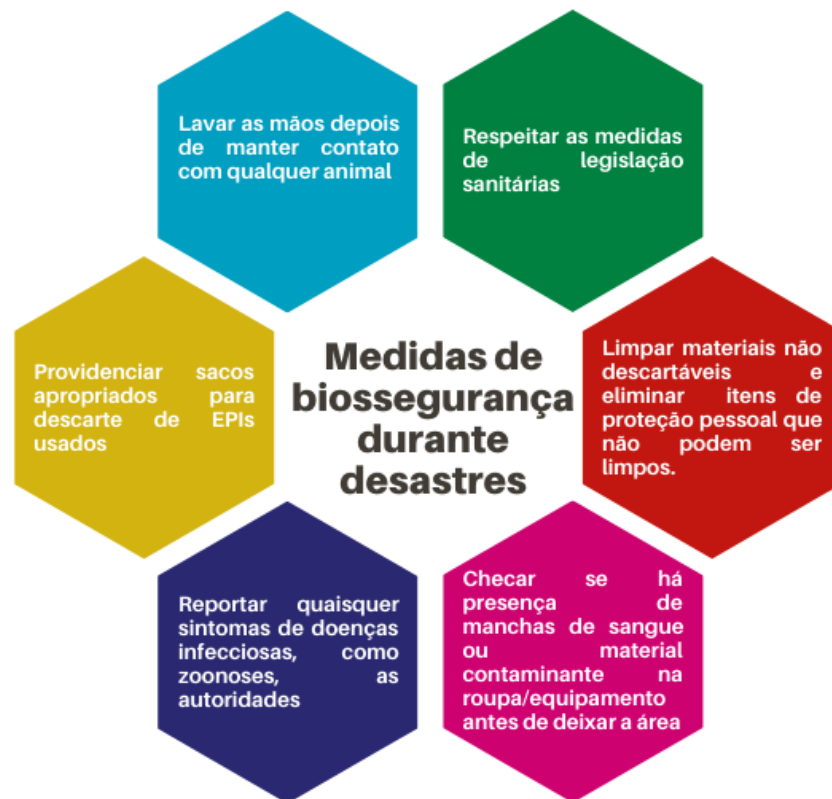 Lavar as mãos depois
de manter contato
com qualquer animal
Respeitar as medidas
de legislação
sanitárias
Providenciar sacos
apropriados para
descarte de EPIs
usados
Medidas de
biossegurança
durante
desastres
Limpar materiais não
descartáveis e
eliminar itens de
proteção pessoal que
não podem ser
limpos.
Reportar quaisquer
sintomas de doenças
infecciosas, como
zoonoses, as
autoridades
Checar se há
presença de
manchas de sangue
ou material
contaminante na
roupa/equipamento
antes de deixar a área